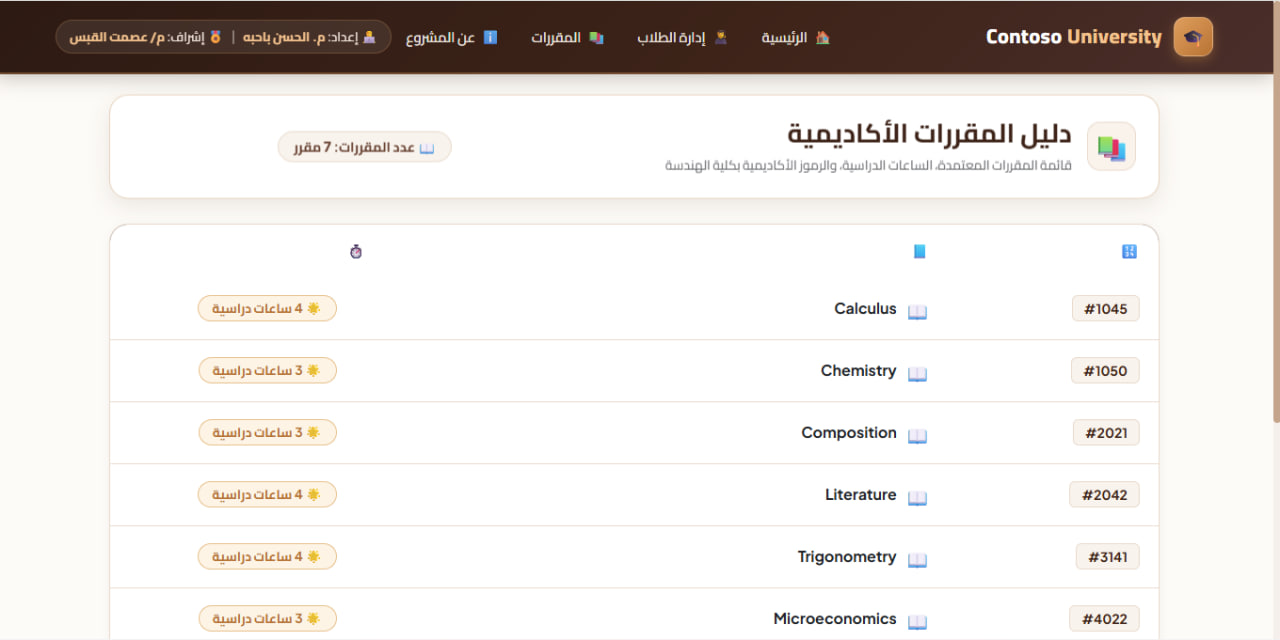 Contoso University
الرئيسية
إدارة الطلاب
المقررات
عن المشروع
إعداد: م. الحسن باحبه | إشراف: م/ عصمت القبس
دليل المقررات الأكاديمية
قائمة المقررات المعتمدة، الساعات الدراسية، والرموز الأكاديمية بكلية الهندسة
عدد المقررات: 7 مقرر
#1045 Calculus 4 ساعات دراسية
#1050 Chemistry 3 ساعات دراسية
#2021 Composition 3 ساعات دراسية
#2042 Literature 4 ساعات دراسية
#3141 Trigonometry 4 ساعات دراسية
#4022 Microeconomics 3 ساعات دراسية